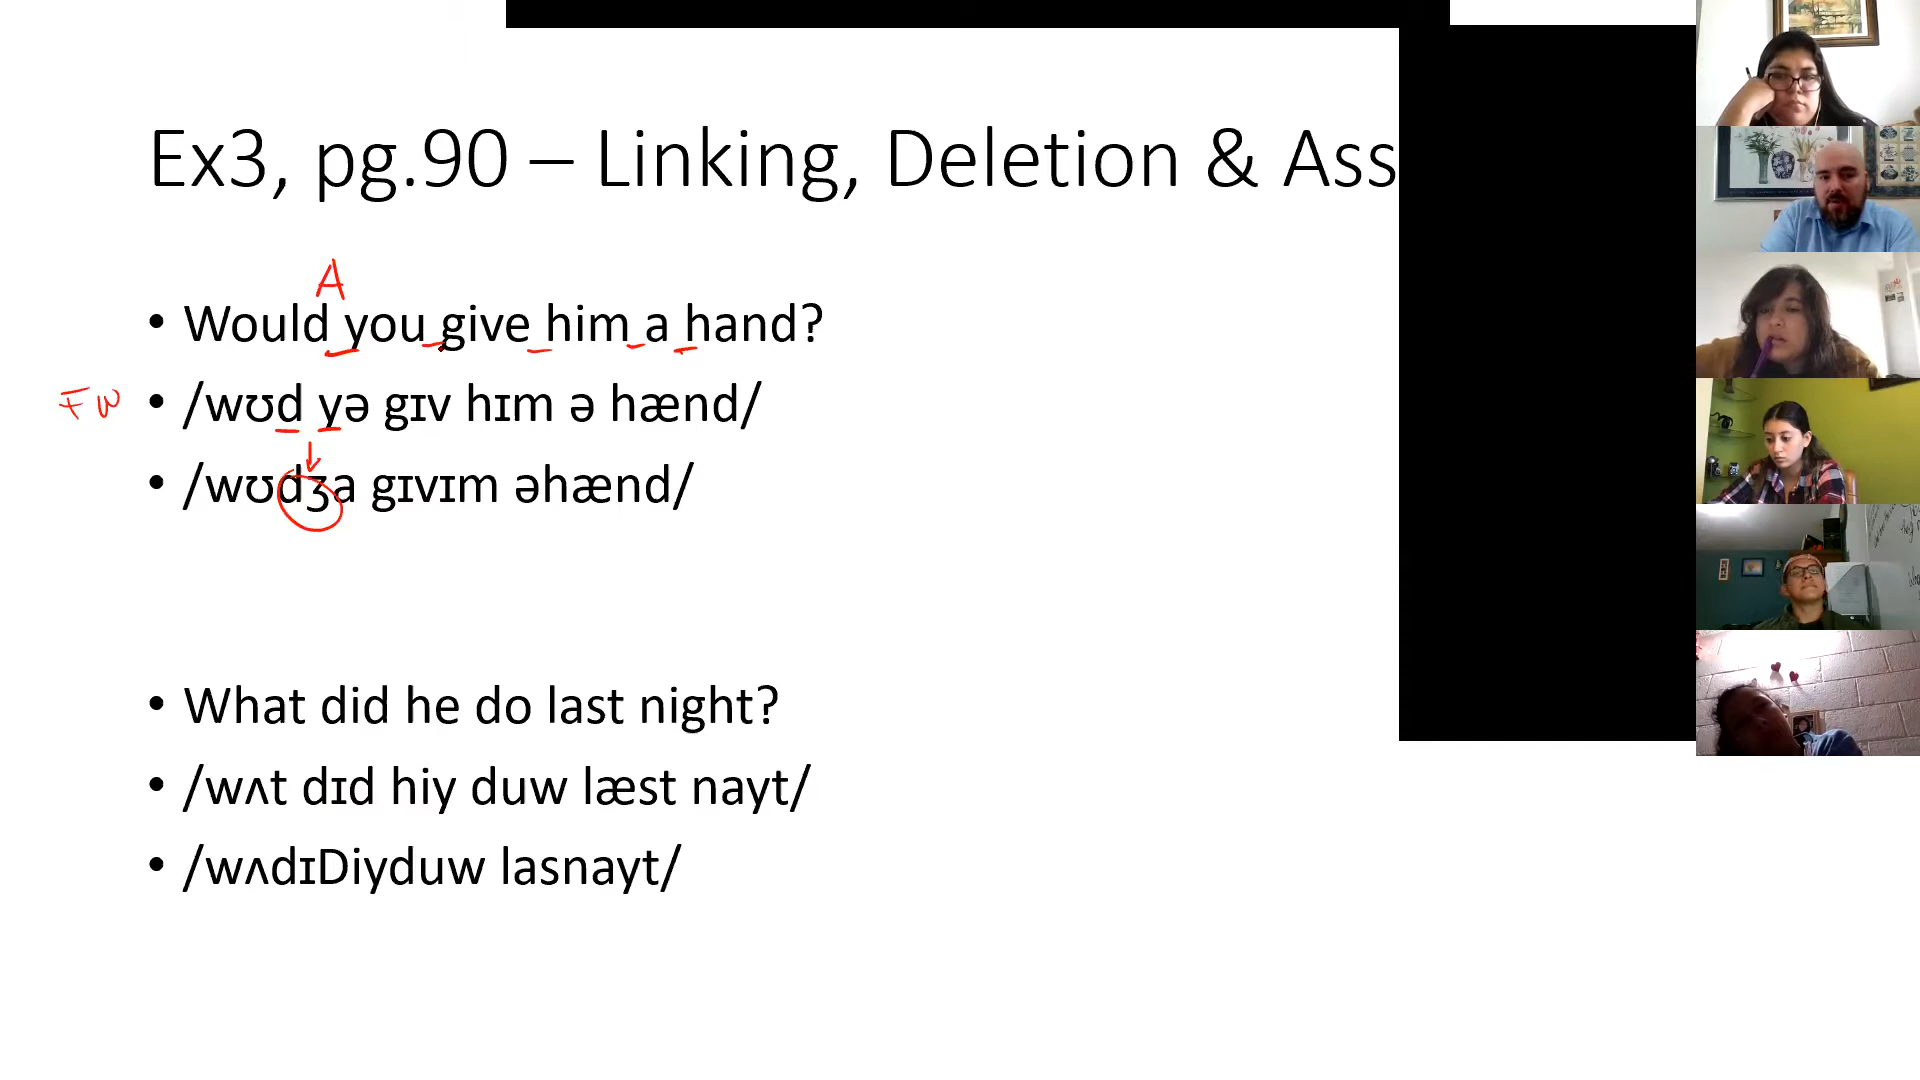 Ex3, pg.90 – Linking, Deletion & Ass
A
• Would you give him a hand?
FW • /wʊd yə gɪv hɪm ə hænd/
• /wʊdʒa gɪvɪm əhænd/
• What did he do last night?
• /wʌt dɪd hiy duw læst nayt/
• /wʌdɪDiyduw lasnayt/